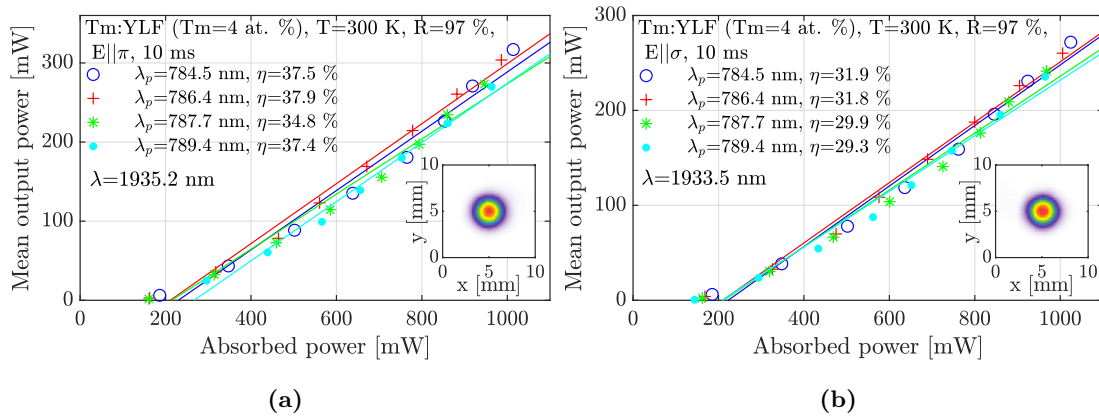 Tm:YLF (Tm=4 at. %), T=300 K, R=97 %,
E||π, 10 ms
λp=784.5 nm, η=37.5 %
λp=786.4 nm, η=37.9 %
λp=787.7 nm, η=34.8 %
λp=789.4 nm, η=37.4 %
λ=1935.2 nm
Mean output power [mW]
300
200
100
0
0
200
400
600
800
1000
Absorbed power [mW]
y [mm]
10
5
0
0
5
10
x [mm]
(a)
Tm:YLF (Tm=4 at. %), T=300 K, R=97 %,
E||σ, 10 ms
λp=784.5 nm, η=31.9 %
λp=786.4 nm, η=31.8 %
λp=787.7 nm, η=29.9 %
λp=789.4 nm, η=29.3 %
λ=1933.5 nm
Mean output power [mW]
300
200
100
0
0
200
400
600
800
1000
Absorbed power [mW]
y [mm]
10
5
0
0
5
10
x [mm]
(b)